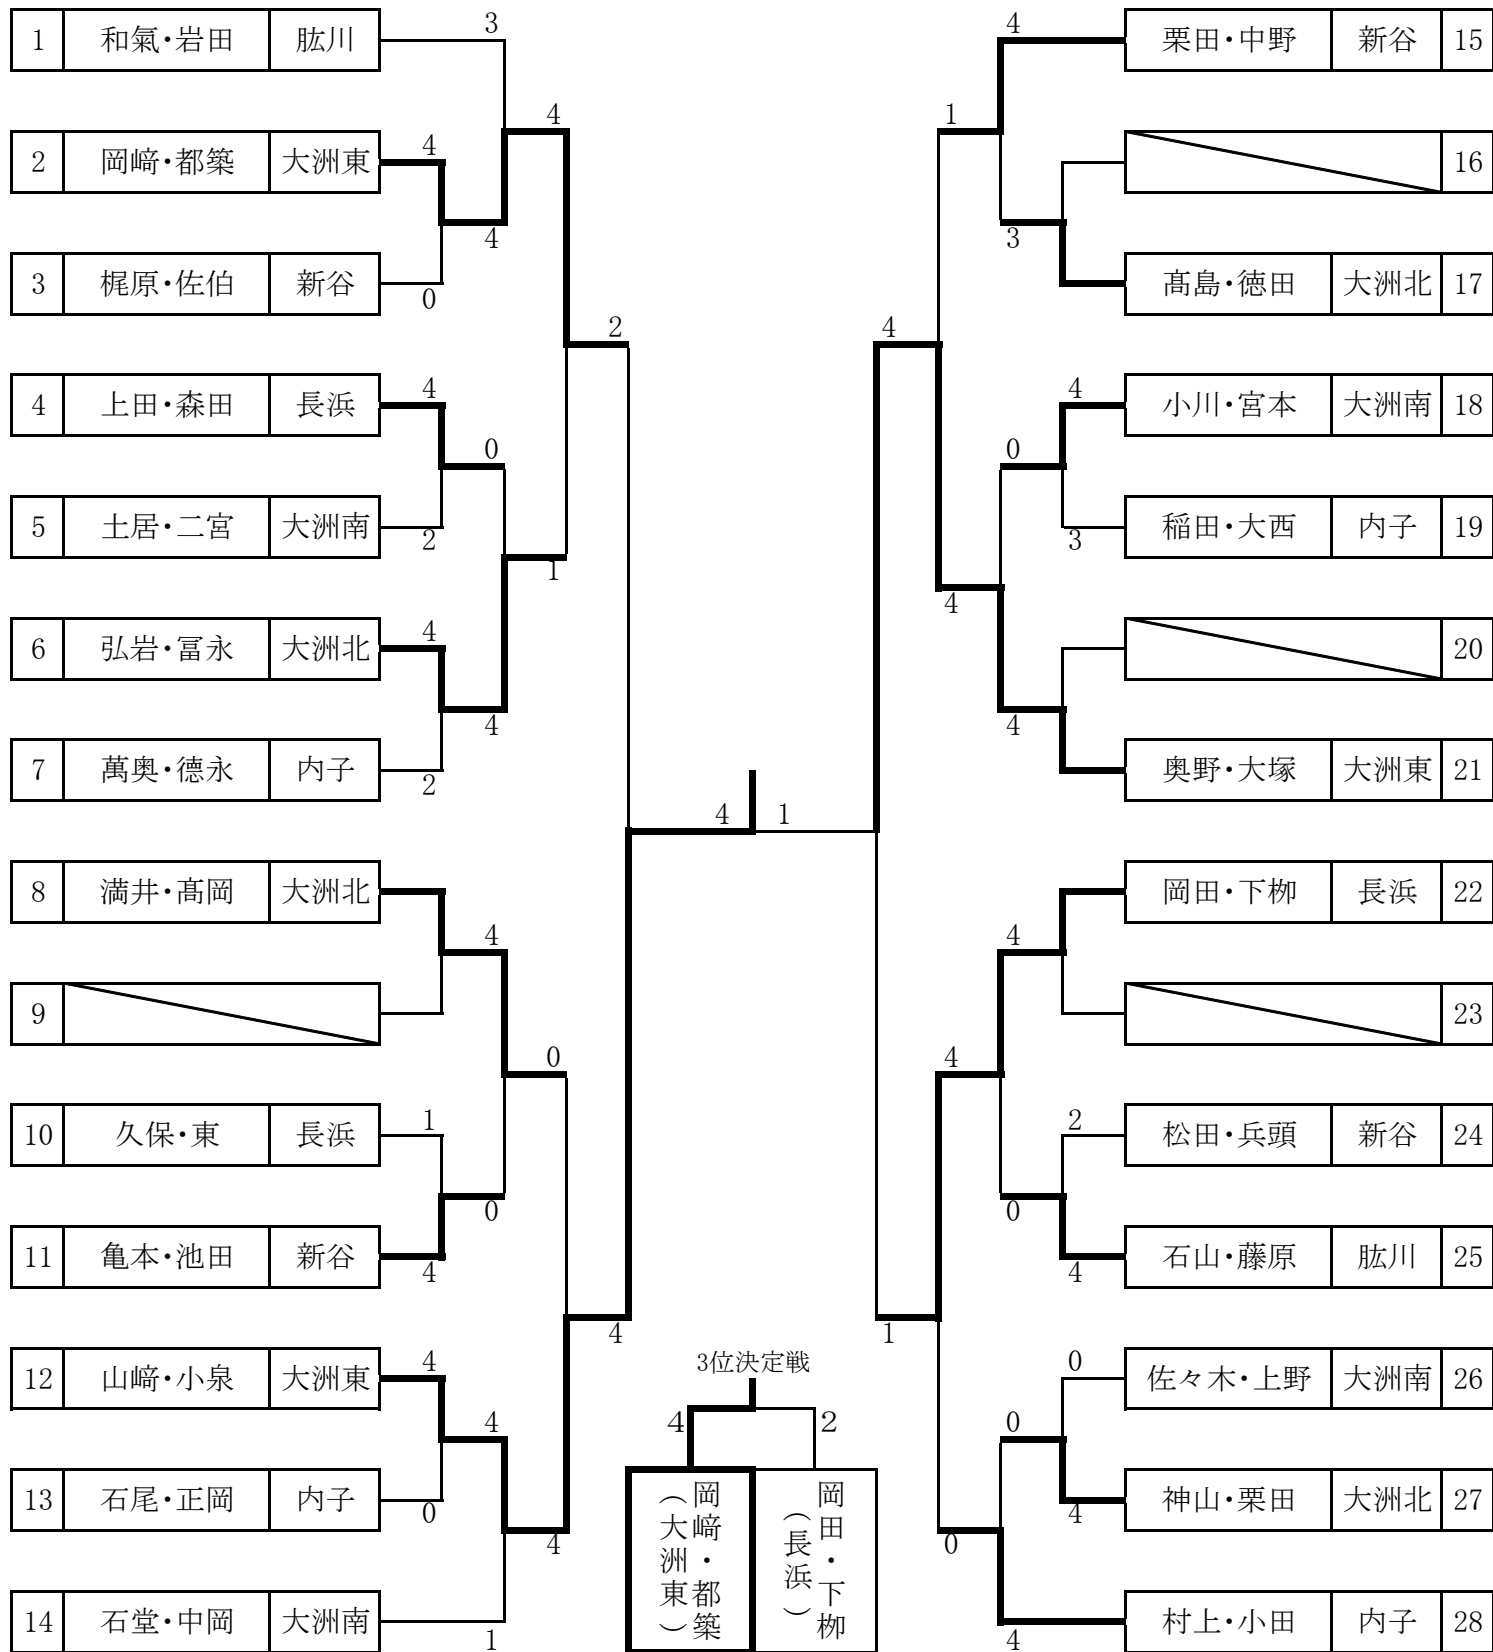 1 和氣・岩田 肱川
2 岡﨑・都築 大洲東
3 梶原・佐伯 新谷
4 上田・森田 長浜
5 土居・二宮 大洲南
6 弘岩・冨永 大洲北
7 萬奥・德永 内子
8 満井・髙岡 大洲北
9
10 久保・東 長浜
11 亀本・池田 新谷
12 山﨑・小泉 大洲東
13 石尾・正岡 内子
14 石堂・中岡 大洲南
3
4
0
4
4
4
2
0
4
2
4
1
2
4
1
4
0
0
4
0
4
4
1
4
4
4 1
3位決定戦
4 2
岡﨑・都築
(大洲東)
岡田・下栁
(長浜)
4
3
1
4
3
0
4
4
4
4
2
4
0
4
0
4
0
4
0
1
栗田・中野 新谷 15
16
髙島・徳田 大洲北 17
小川・宮本 大洲南 18
稲田・大西 内子 19
20
奥野・大塚 大洲東 21
岡田・下栁 長浜 22
23
松田・兵頭 新谷 24
石山・藤原 肱川 25
佐々木・上野 大洲南 26
神山・栗田 大洲北 27
村上・小田 内子 28